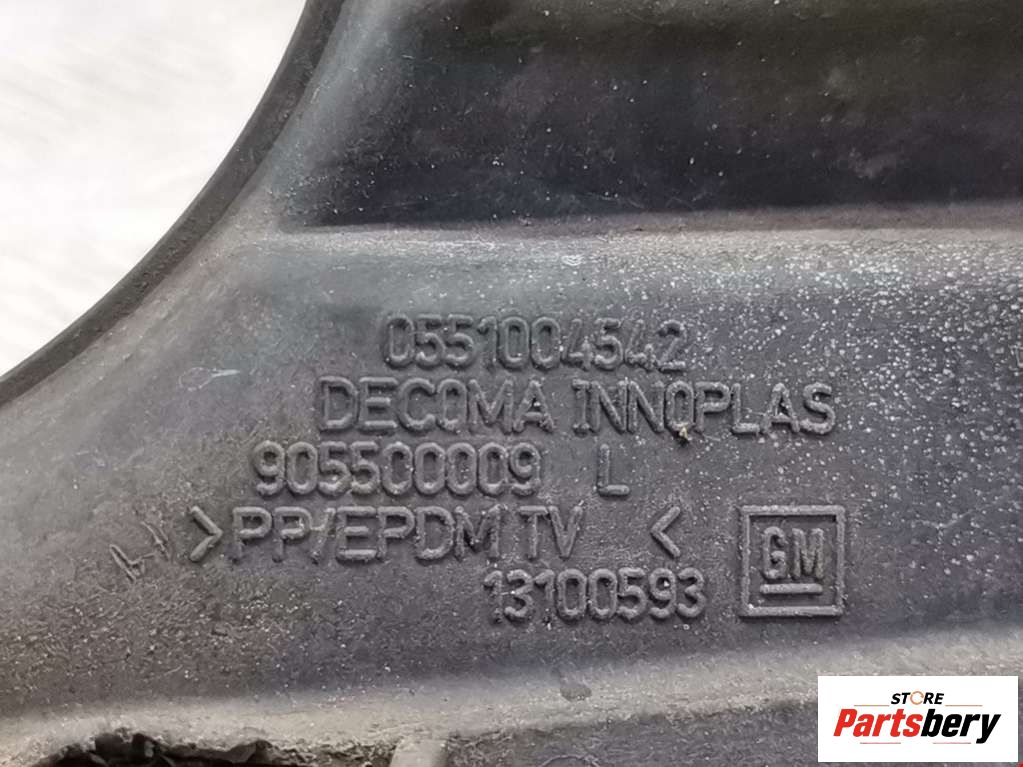 0551004542
DECOMA INNOPLAS
905500009 L
>PP/EPDM TV <
13100593
GM
STORE
Partsbery